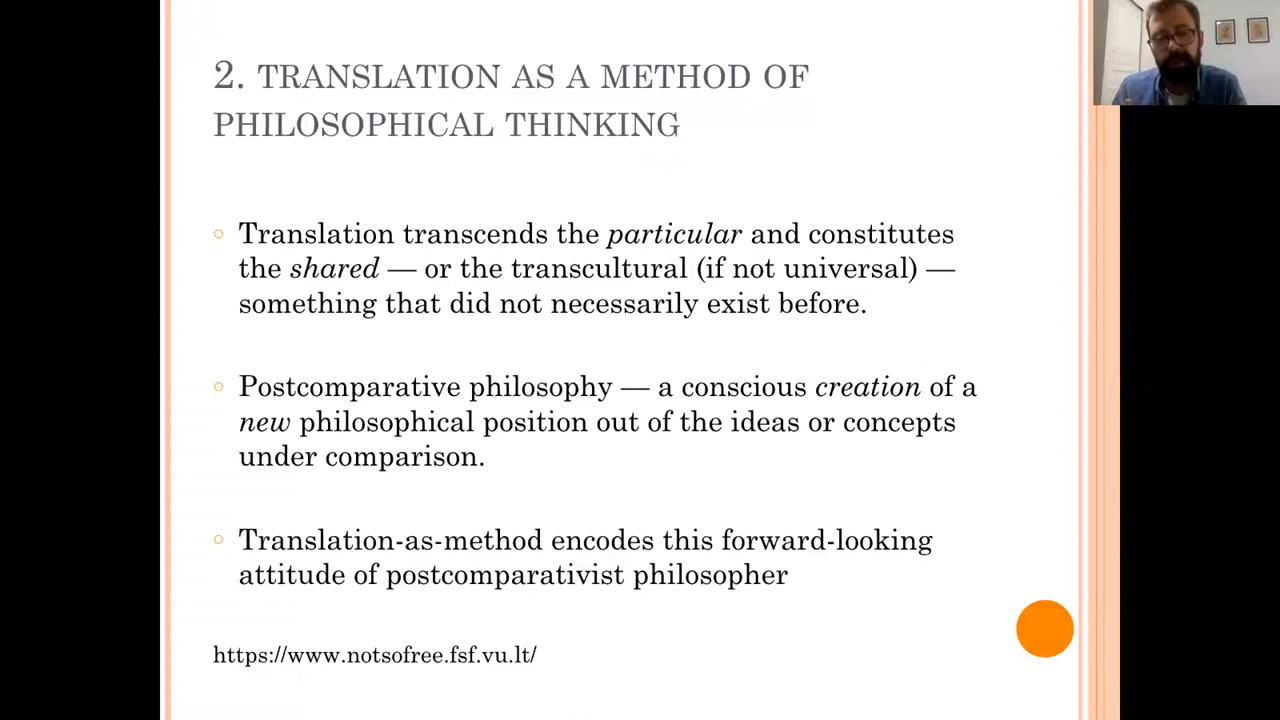 2. TRANSLATION AS A METHOD OF
PHILOSOPHICAL THINKING
Translation transcends the particular and constitutes
the shared — or the transcultural (if not universal) —
something that did not necessarily exist before.
Postcomparative philosophy — a conscious creation of a
new philosophical position out of the ideas or concepts
under comparison.
Translation-as-method encodes this forward-looking
attitude of postcomparativist philosopher
https://www.notsofree.fsf.vu.lt/